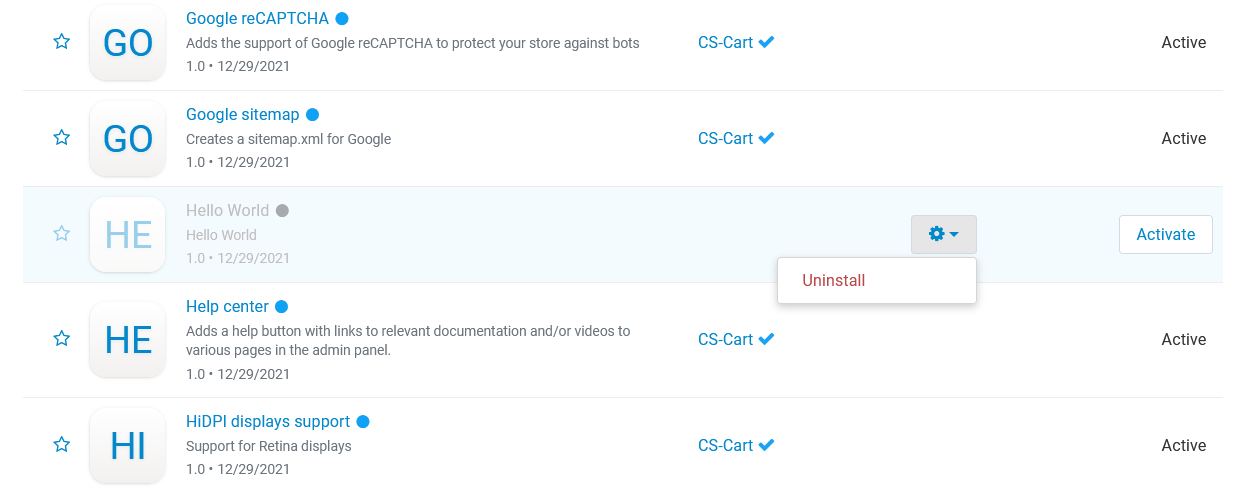 GO
Google reCAPTCHA
Adds the support of Google reCAPTCHA to protect your store against bots
1.0 • 12/29/2021
CS-Cart
Active
GO
Google sitemap
Creates a sitemap.xml for Google
1.0 • 12/29/2021
CS-Cart
Active
HE
Hello World
Hello World
1.0 • 12/29/2021
Activate
Uninstall
HE
Help center
Adds a help button with links to relevant documentation and/or videos to
various pages in the admin panel.
1.0 • 12/29/2021
CS-Cart
Active
HI
HiDPI displays support
Support for Retina displays
1.0 • 12/29/2021
CS-Cart
Active